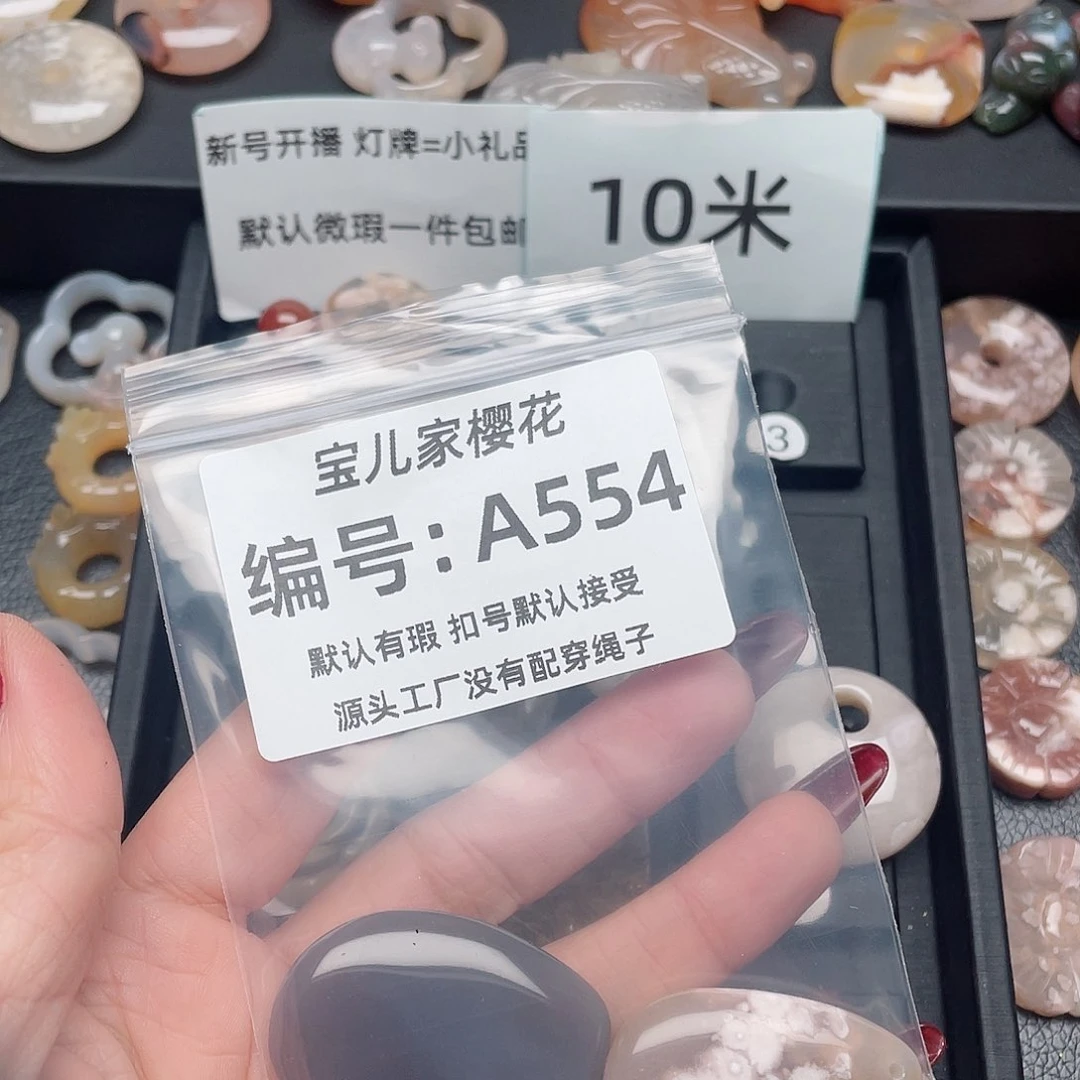 新号开播 灯牌=小礼品
默认微瑕一件包邮
10米
宝儿家樱花
编号:A554
默认有瑕 扣号默认接受
源头工厂没有配穿绳子
3